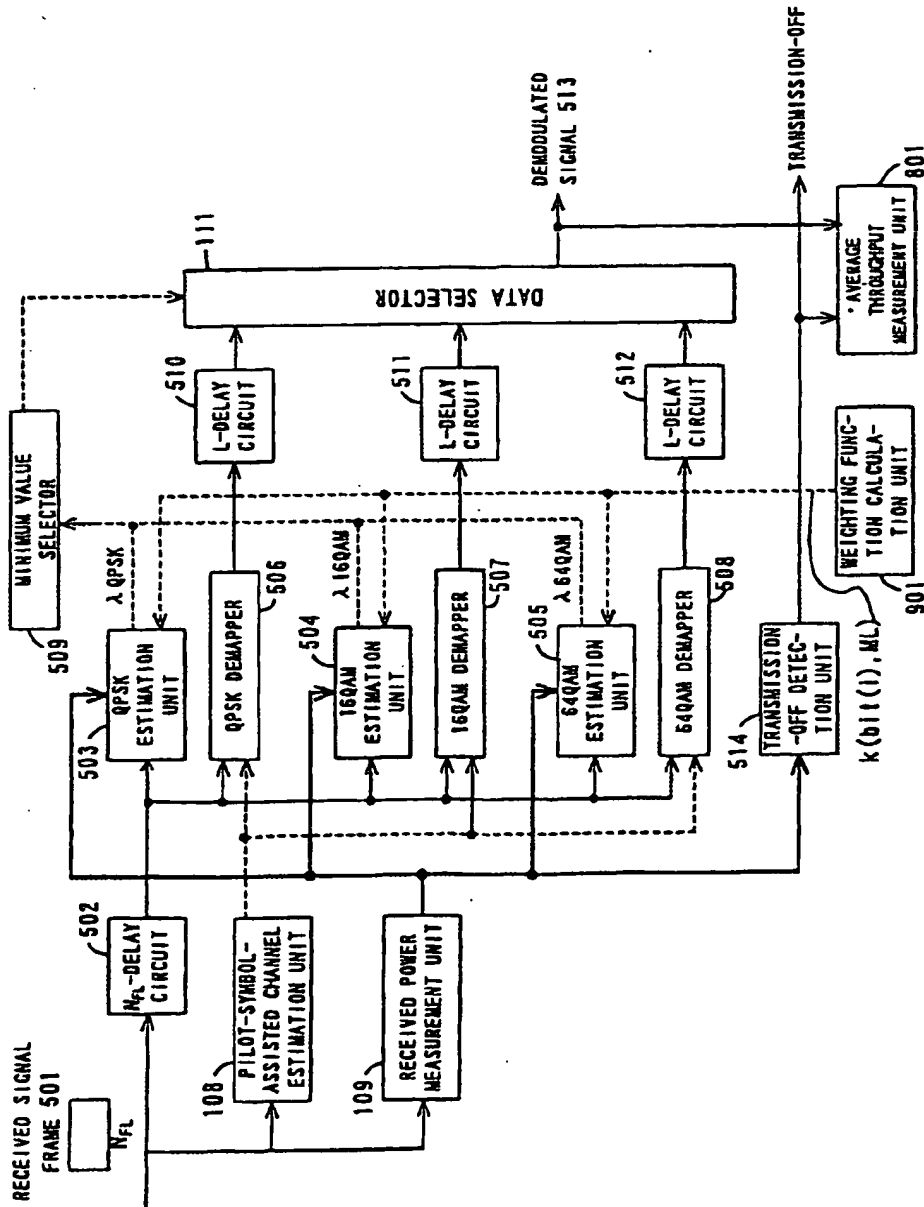 RECEIVED SIGNAL
FRAME 501
NFL
502
NFL-DELAY
CIRCUIT
108
PILOT-SYMBOL-
ASSISTED CHANNEL
ESTIMATION UNIT
109
RECEIVED POWER
MEASUREMENT UNIT
509
MINIMUM VALUE
SELECTOR
503
QPSK
ESTIMATION
UNIT
λ QPSK
506
QPSK DEMAPPER
504
16QAM
ESTIMATION
UNIT
λ 16QAM
507
16QAM DEMAPPER
505
64QAM
ESTIMATION
UNIT
λ 64QAM
508
64QAM DEMAPPER
514
TRANSMISSION
-OFF DETEC-
TION UNIT
k(bit(i),ML)
901
WEIGHTING FUNC-
TION CALCULA-
TION UNIT
510
L-DELAY
CIRCUIT
511
L-DELAY
CIRCUIT
512
L-DELAY
CIRCUIT
111
DATA SELECTOR
DEMODULATED
SIGNAL 513
TRANSMISSION-OFF
AVERAGE
THROUGHPUT
MEASUREMENT UNIT
801